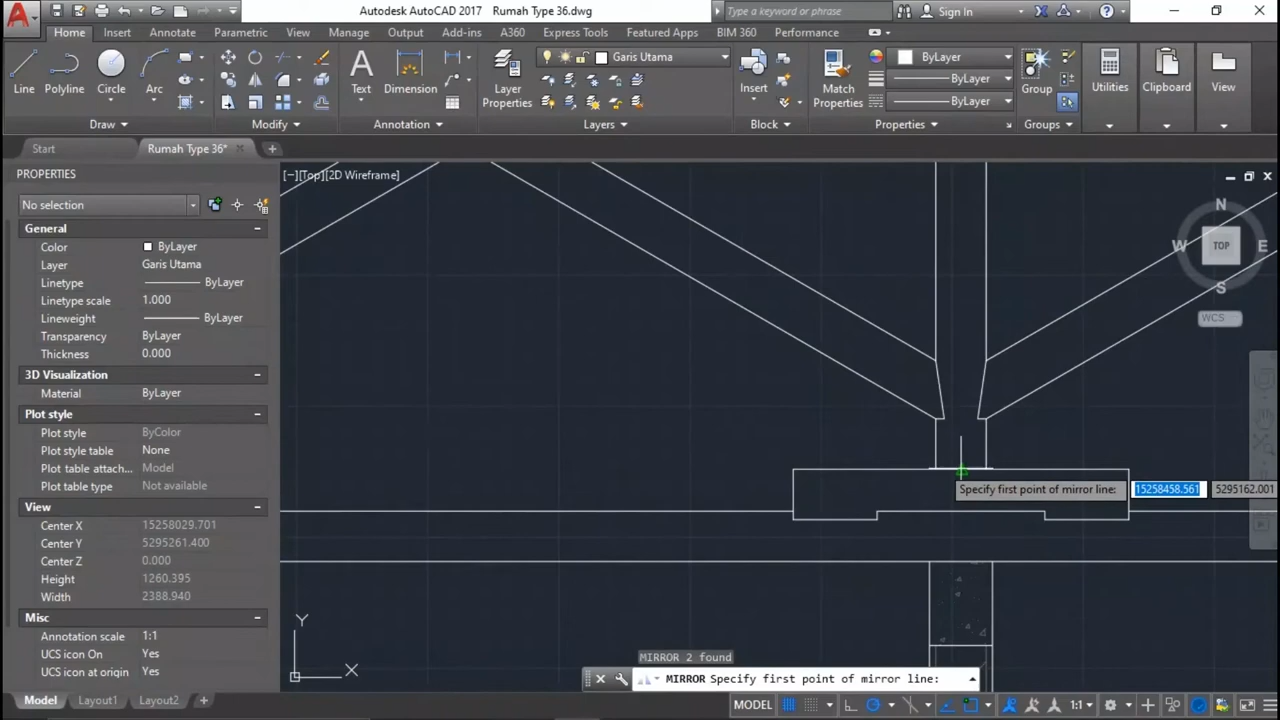 Autodesk AutoCAD 2017 Rumah Type 36.dwg
Type a keyword or phrase
Sign In
Home Insert Annotate Parametric View Manage Output Add-ins A360 Express Tools Featured Apps BIM 360 Performance
Line Polyline Circle Arc Text Dimension Layer Properties Garis Utama Insert Match Properties ByLayer Group Utilities Clipboard View
ByLayer
ByLayer
Draw Modify Annotation Layers Block Properties Groups
Start Rumah Type 36*
PROPERTIES
[−][Top][2D Wireframe]
No selection
General
Color ByLayer
Layer Garis Utama
Linetype ByLayer
Linetype scale 1.000
Lineweight ByLayer
Transparency ByLayer
Thickness 0.000
3D Visualization
Material ByLayer
Plot style
Plot style ByColor
Plot style table None
Plot table attach... Model
Plot table type Not available
View
Center X 15258029.701
Center Y 5295261.400
Center Z 0.000
Height 1260.395
Width 2388.940
Misc
Annotation scale 1:1
UCS icon On Yes
UCS icon at origin Yes
N
W TOP E
S
WCS
Specify first point of mirror line: 15258458.561 5295162.001
Y
X
MIRROR 2 found
MIRROR Specify first point of mirror line:
Model Layout1 Layout2 +
MODEL 1:1